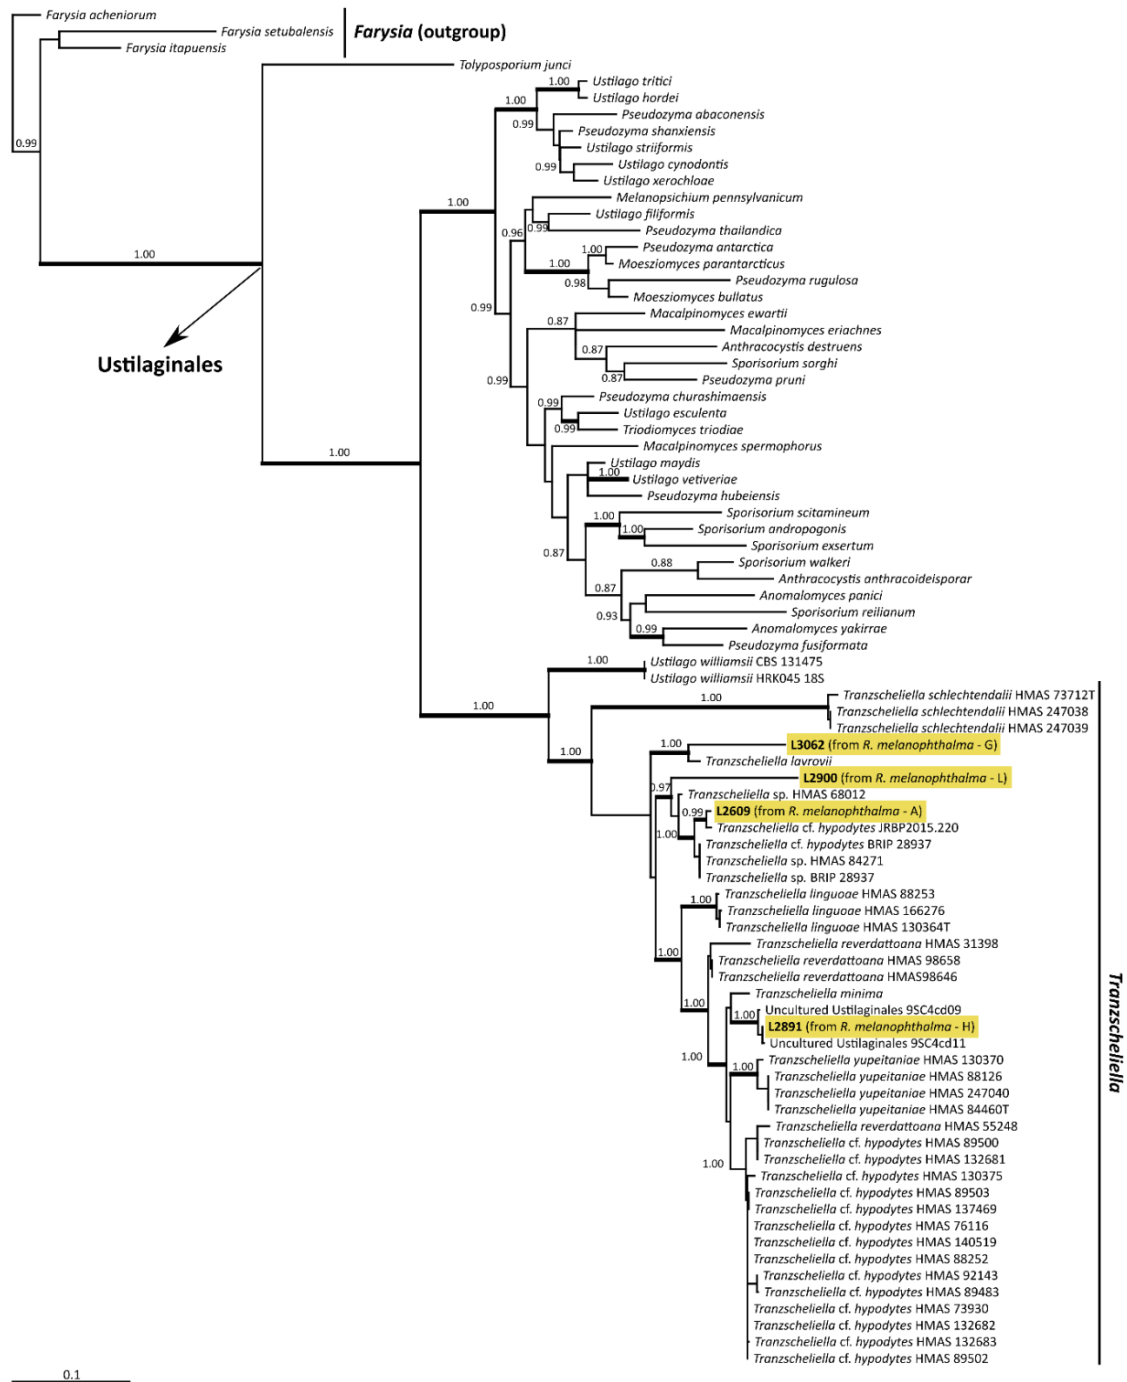 Farysia acheniorum
Farysia setubalensis
Farysia (outgroup)
Farysia itapuensis
Tolyposporium junci
1.00
Ustilago tritici
1.00
Ustilago hordei
Pseudozyma abaconensis
0.99
Pseudozyma shanxiensis
0.99
Ustilago striiformis
0.99
Ustilago cynodontis
Ustilago xerochloae
1.00
Melanopsichium pennsylvanicum
Ustilago filiformis
0.96
0.99
Pseudozyma thailandica
1.00
Pseudozyma antarctica
1.00
1.00
Moesziomyces parantarcticus
0.98
Pseudozyma rugulosa
Moesziomyces bullatus
0.99
Macalpinomyces ewartii
0.87
Macalpinomyces eriachnes
Ustilaginales
0.87
Anthracocystis destruens
Sporisorium sorghi
0.99
0.87
Pseudozyma pruni
0.99
Pseudozyma churashimaensis
Ustilago esculenta
0.99
Triodiomyces triodiae
Macalpinomyces spermophorus
1.00
Ustilago maydis
1.00
Ustilago vetiveriae
Pseudozyma hubeiensis
1.00
Sporisorium scitamineum
1.00
Sporisorium andropogonis
Sporisorium exsertum
0.87
0.88
Sporisorium walkeri
Anthracocystis anthracoideisporar
0.87
Anomalomyces panici
0.93
Sporisorium reilianum
0.99
Anomalomyces yakirrae
Pseudozyma fusiformata
1.00
Ustilago williamsii CBS 131475
Ustilago williamsii HRK045 18S
1.00
1.00
Tranzscheliella schlechtendalii HMAS 73712T
Tranzscheliella schlechtendalii HMAS 247038
Tranzscheliella schlechtendalii HMAS 247039
1.00
1.00
L3062 (from R. melanophthalma - G)
Tranzscheliella lavrovii
L2900 (from R. melanophthalma - L)
0.97
Tranzscheliella sp. HMAS 68012
0.99
L2609 (from R. melanophthalma - A)
1.00
Tranzscheliella cf. hypodytes JRBP2015.220
Tranzscheliella cf. hypodytes BRIP 28937
Tranzscheliella sp. HMAS 84271
Tranzscheliella sp. BRIP 28937
1.00
Tranzscheliella linguoae HMAS 88253
Tranzscheliella linguoae HMAS 166276
Tranzscheliella linguoae HMAS 130364T
1.00
Tranzscheliella reverdattoana HMAS 31398
Tranzscheliella reverdattoana HMAS 98658
Tranzscheliella reverdattoana HMAS98646
1.00
Tranzscheliella minima
Uncultured Ustilaginales 9SC4cd09
1.00
L2891 (from R. melanophthalma - H)
Uncultured Ustilaginales 9SC4cd11
1.00
Tranzscheliella yupeitaniae HMAS 130370
1.00
Tranzscheliella yupeitaniae HMAS 88126
Tranzscheliella yupeitaniae HMAS 247040
Tranzscheliella yupeitaniae HMAS 84460T
Tranzscheliella reverdattoana HMAS 55248
Tranzscheliella cf. hypodytes HMAS 89500
1.00
Tranzscheliella cf. hypodytes HMAS 132681
Tranzscheliella cf. hypodytes HMAS 130375
Tranzscheliella cf. hypodytes HMAS 89503
Tranzscheliella cf. hypodytes HMAS 137469
Tranzscheliella cf. hypodytes HMAS 76116
Tranzscheliella cf. hypodytes HMAS 140519
Tranzscheliella cf. hypodytes HMAS 88252
Tranzscheliella cf. hypodytes HMAS 92143
Tranzscheliella cf. hypodytes HMAS 89483
Tranzscheliella cf. hypodytes HMAS 73930
Tranzscheliella cf. hypodytes HMAS 132682
Tranzscheliella cf. hypodytes HMAS 132683
Tranzscheliella cf. hypodytes HMAS 89502
Tranzscheliella
0.1